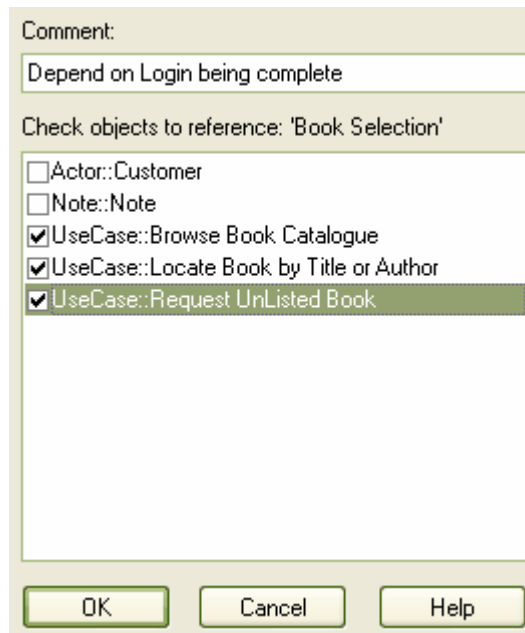 Comment:
Depend on Login being complete
Check objects to reference: 'Book Selection'
Actor::Customer
Note::Note
UseCase::Browse Book Catalogue
UseCase::Locate Book by Title or Author
UseCase::Request UnListed Book
OK Cancel Help